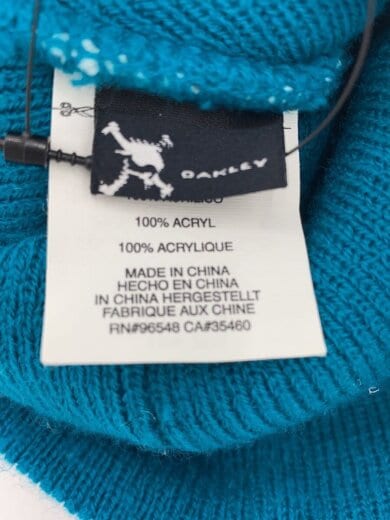 OAKLEY
100% ACRYL
100% ACRYLIQUE
MADE IN CHINA
HECHO EN CHINA
IN CHINA HERGESTELLT
FABRIQUE AUX CHINE
RN#96548 CA#35460